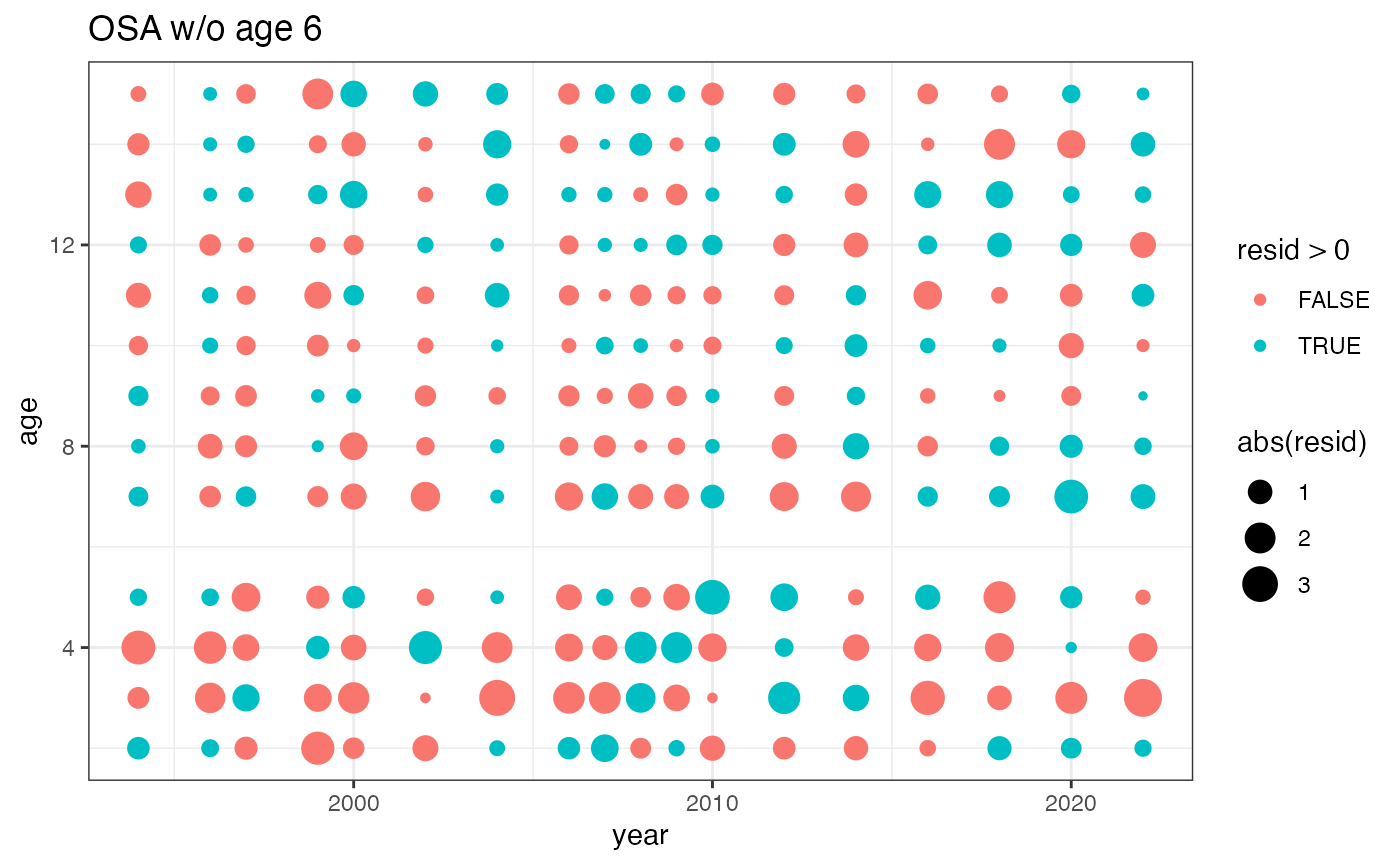 OSA w/o age 6
12
8
4
age
2000 2010 2020
year
resid > 0
FALSE
TRUE
abs(resid)
1
2
3